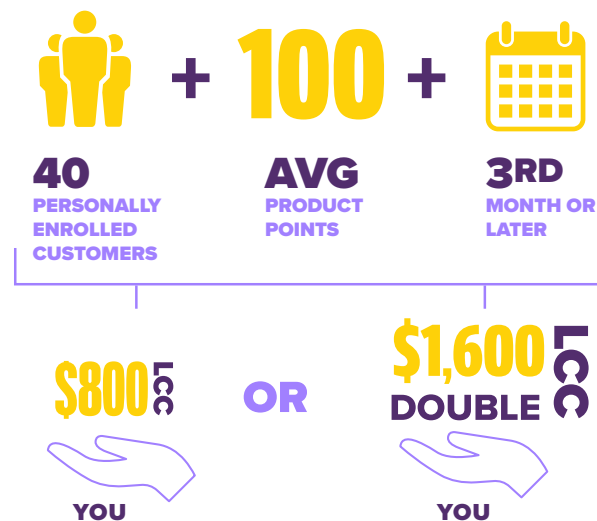 + 100 +
40
PERSONALLY
ENROLLED
CUSTOMERS
AVG
PRODUCT
POINTS
3RD
MONTH OR
LATER
$800 LCC
OR
$1,600 LCC
DOUBLE
YOU
YOU